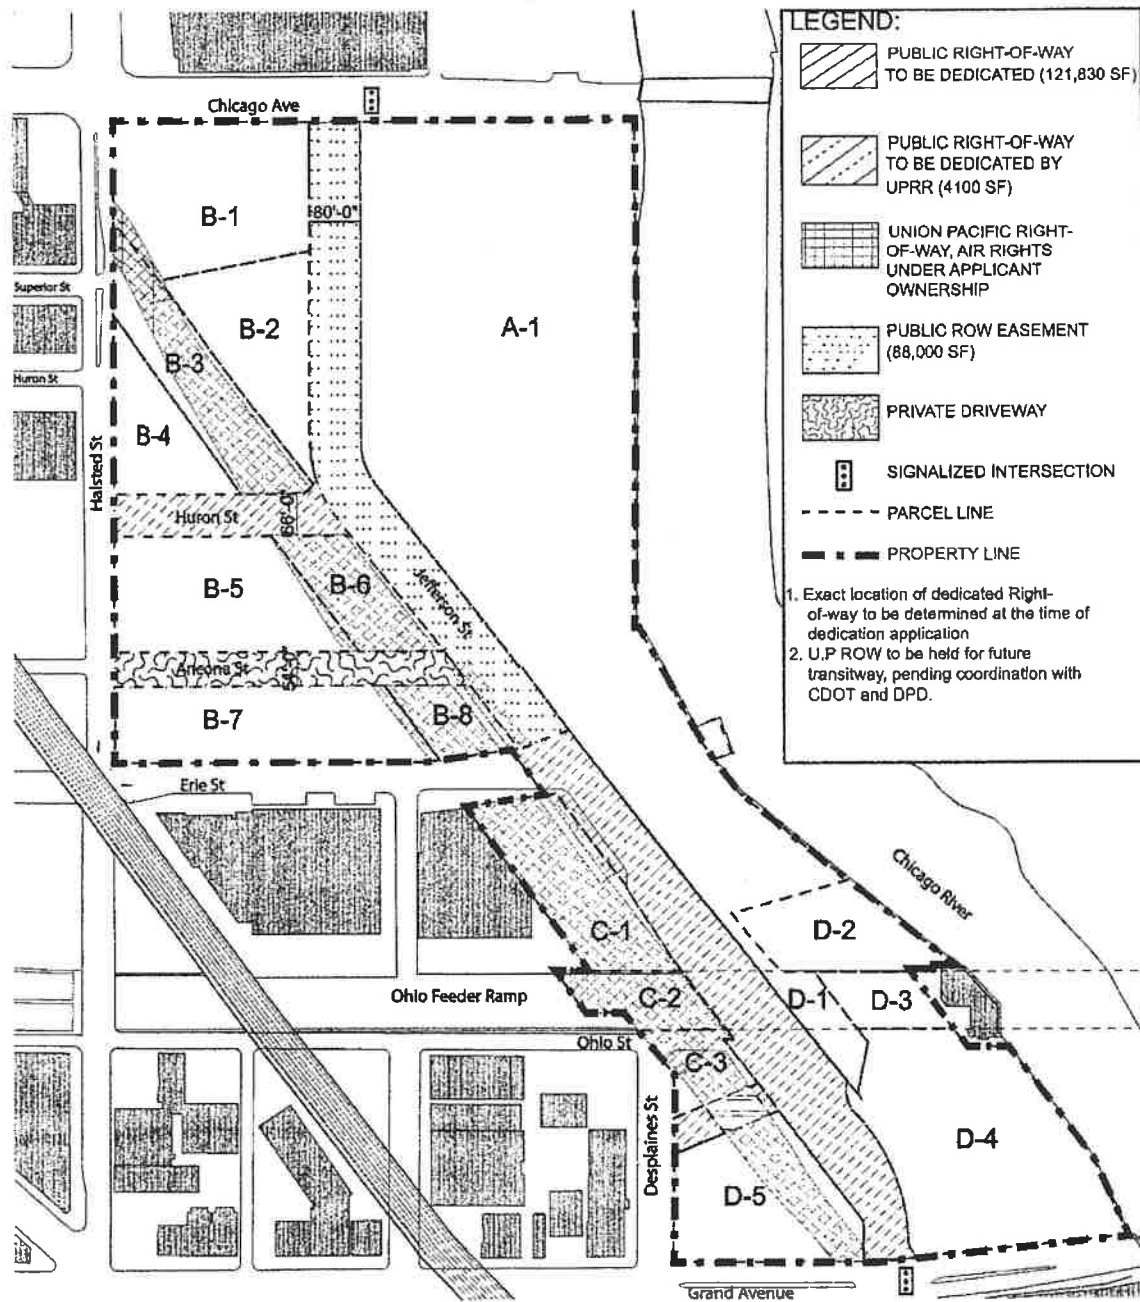 LEGEND:
PUBLIC RIGHT-OF-WAY
TO BE DEDICATED (121,830 SF)
PUBLIC RIGHT-OF-WAY
TO BE DEDICATED BY
UPRR (4100 SF)
UNION PACIFIC RIGHT-
OF-WAY, AIR RIGHTS
UNDER APPLICANT
OWNERSHIP
PUBLIC ROW EASEMENT
(88,000 SF)
PRIVATE DRIVEWAY
SIGNALIZED INTERSECTION
PARCEL LINE
PROPERTY LINE
1. Exact location of dedicated Right-
of-way to be determined at the time of
dedication application
2. U.P ROW to be held for future
transitway, pending coordination with
CDOT and DPD.
Chicago Ave
B-1
80'-0"
Superior St
B-2
A-1
B-3
Huron St
B-4
Halsted St
Huron St
66'-0"
B-5
B-6
Jefferson St
Ancona St
B-7
B-8
Erie St
Chicago River
C-1
D-2
Ohio Feeder Ramp
C-2
D-1
D-3
Ohio St
C-3
Desplaines St
D-4
D-5
Grand Avenue